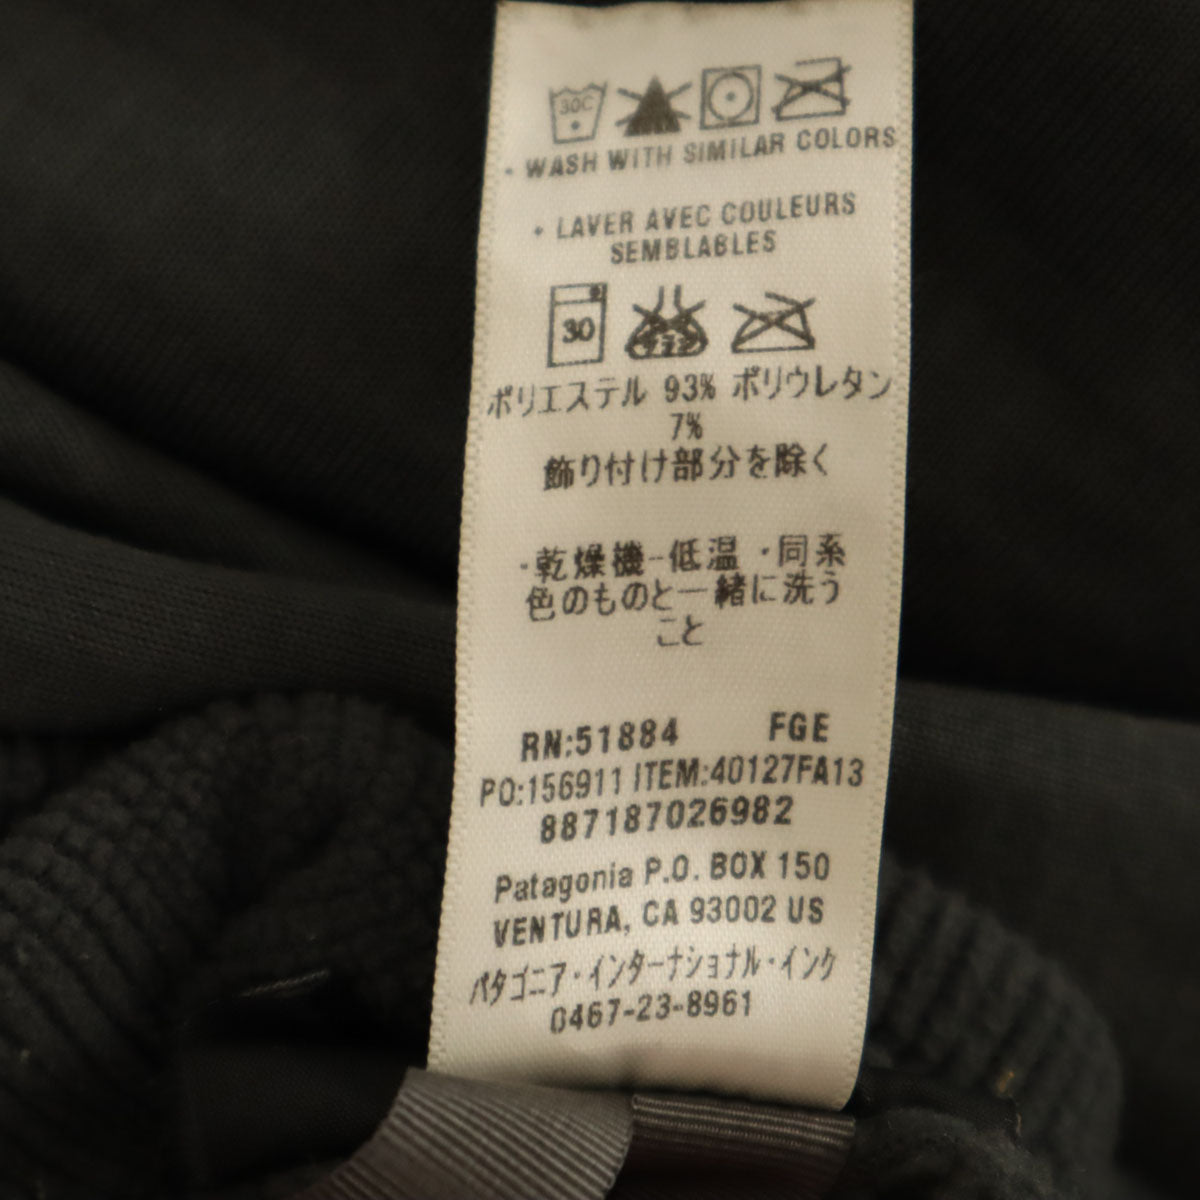 30C
• WASH WITH SIMILAR COLORS
• LAVER AVEC COULEURS
SEMBLABLES
30
ポリエステル 93% ポリウレタン
7%
飾り付け部分を除く
・乾燥機-低温 ・同系
色のものと一緒に洗う
こと
RN:51884 FGE
PO:156911 ITEM:40127FA13
887187026982
Patagonia P.O. BOX 150
VENTURA, CA 93002 US
パタゴニア・インターナショナル・インク
0467-23-8961